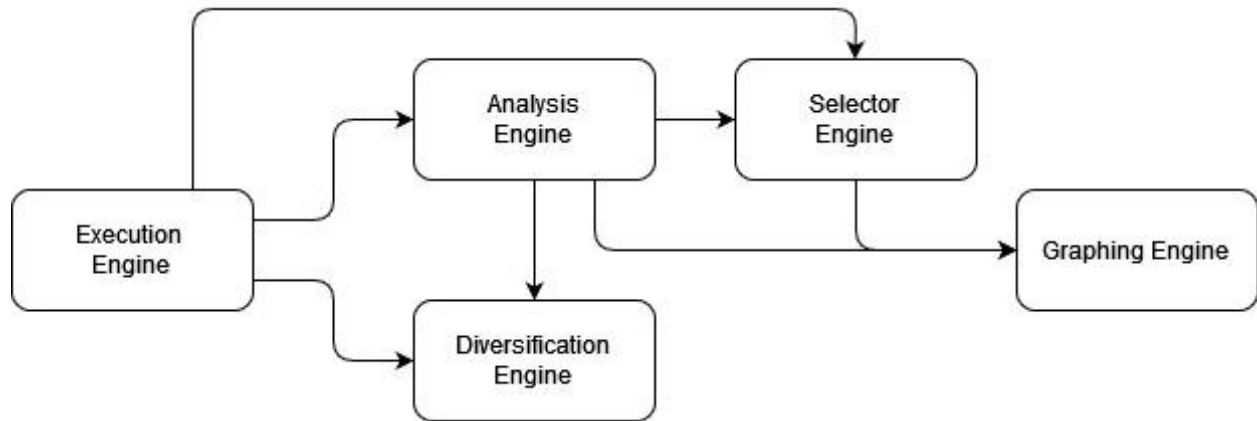 Analysis
Engine
Selector
Engine
Execution
Engine
Graphing Engine
Diversification
Engine